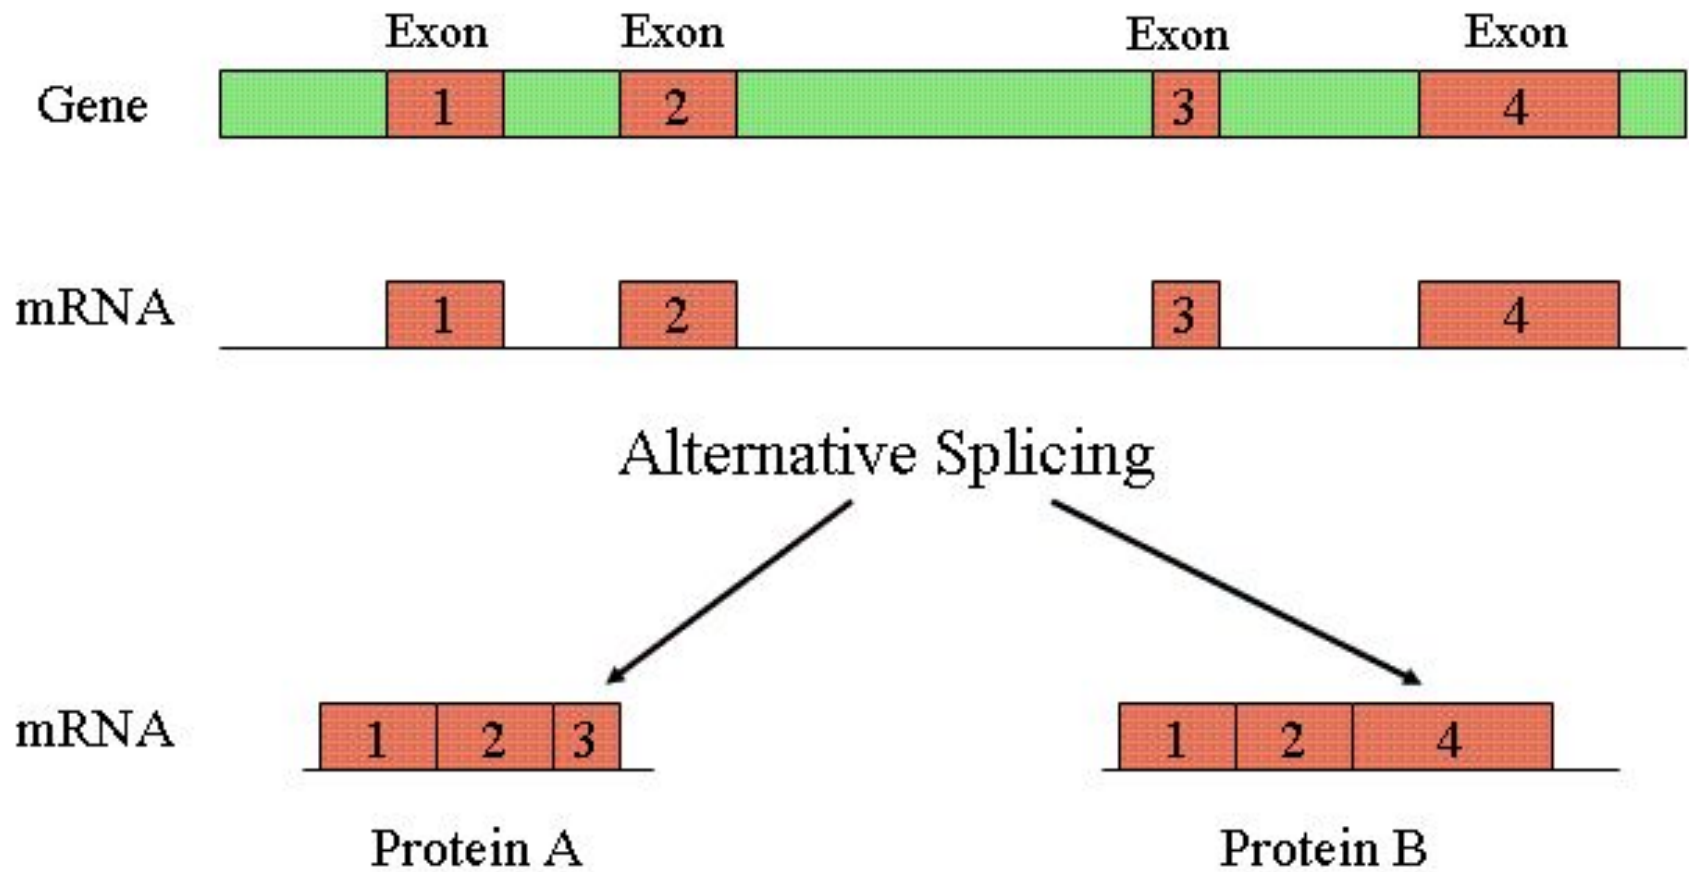 Exon Exon Exon Exon
Gene 1 2 3 4
mRNA 1 2 3 4
Alternative Splicing
mRNA 1 2 3 1 2 4
Protein A Protein B